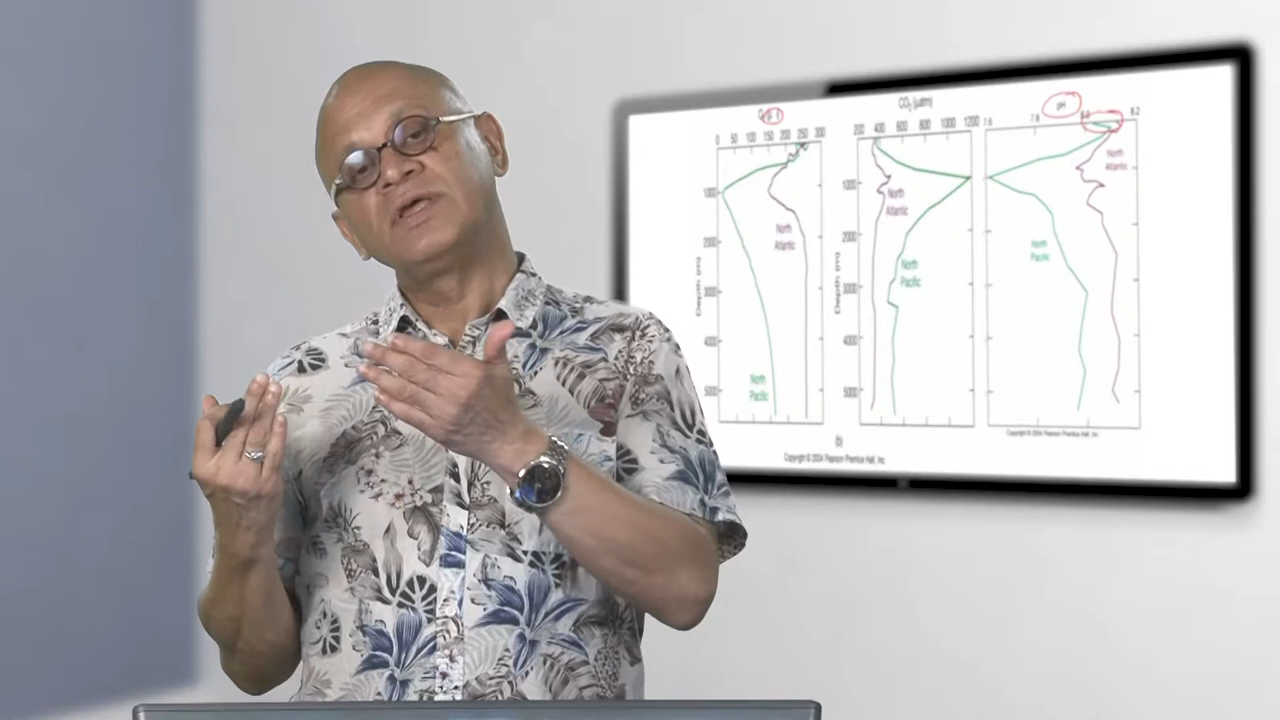 CO₂ (μatm)
pH
0 50 100 150 200 250 300
200 400 600 800 1000 1200
7.6 7.8 8.0 8.2
North
Atlantic
North
Atlantic
North
Atlantic
North
Pacific
North
Pacific
North
Pacific
1000
2000
3000
4000
5000
Depth (m)
1000
2000
3000
4000
5000
Depth (m)
b)
Copyright © 2004 Pearson Prentice Hall, Inc
Copyright © 2004 Pearson Prentice Hall, Inc